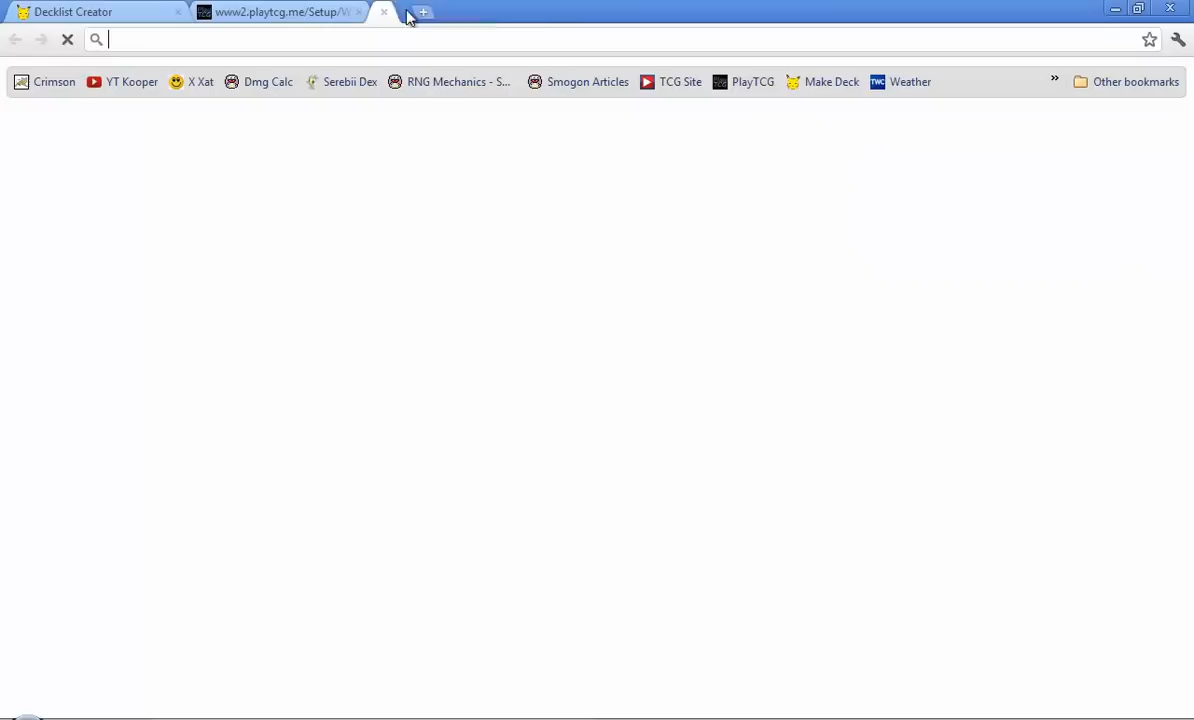 Decklist Creator
www2.playtcg.me/Setup/W
Crimson YT Kooper X Xat Dmg Calc Serebii Dex RNG Mechanics - S... Smogon Articles TCG Site PlayTCG Make Deck Weather Other bookmarks